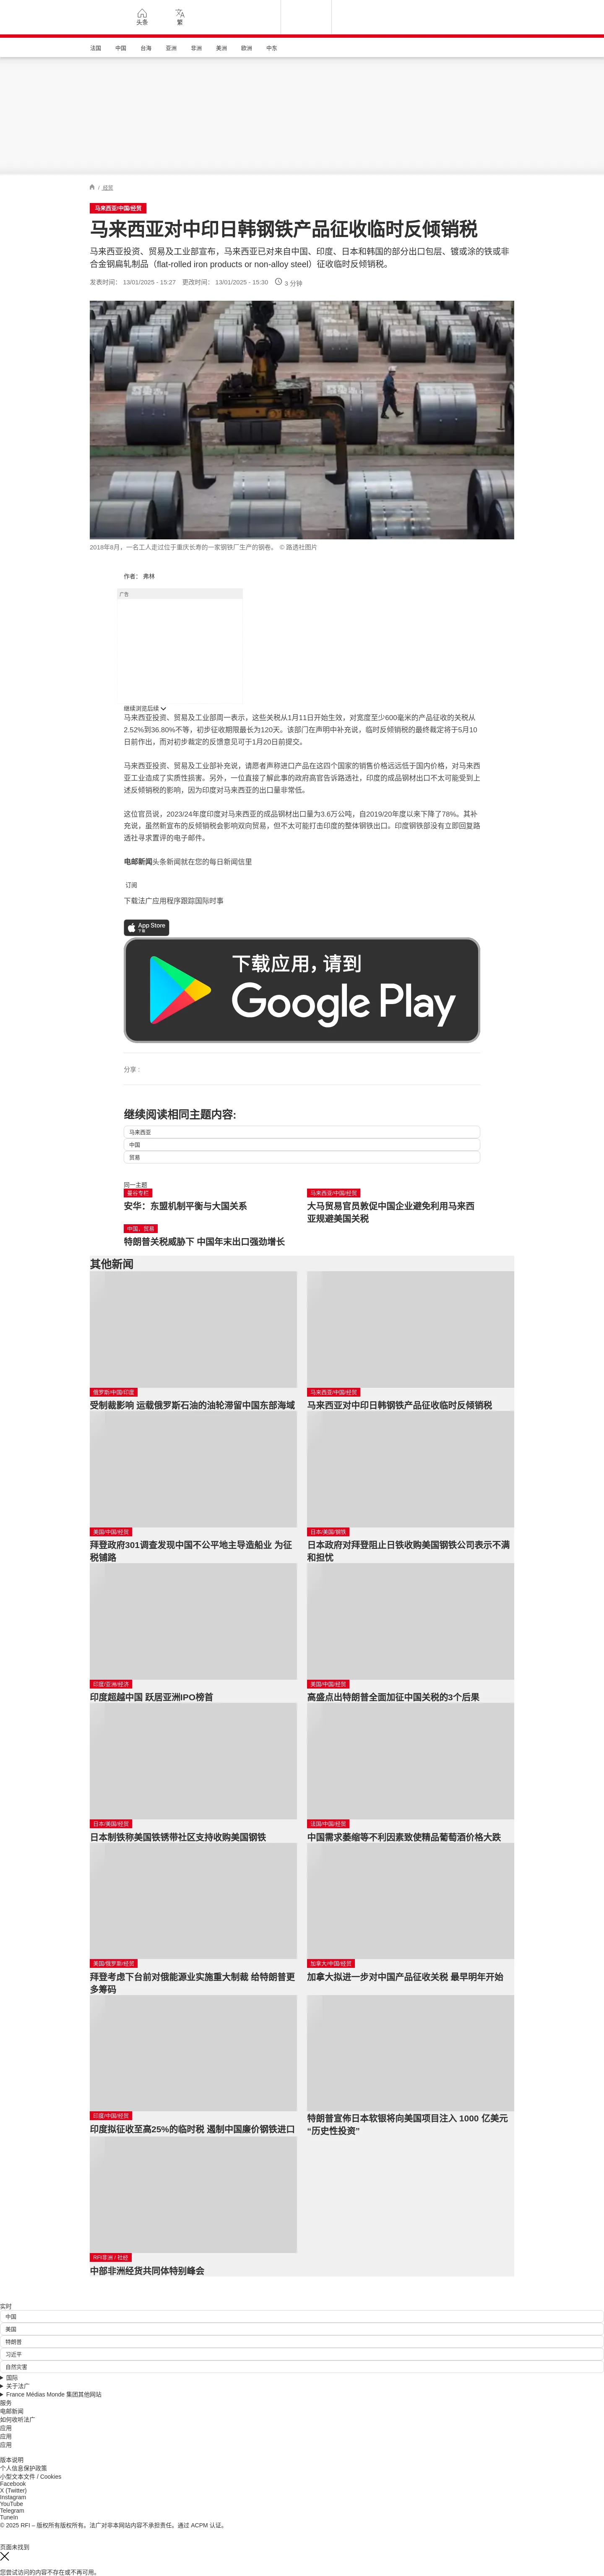 头条
繁
法国
中国
台海
亚洲
非洲
美洲
欧洲
中东
/ 经贸
马来西亚/中国/经贸
马来西亚对中印日韩钢铁产品征收临时反倾销税
马来西亚投资、贸易及工业部宣布，马来西亚已对来自中国、印度、日本和韩国的部分出口包层、镀或涂的铁或非
合金钢扁轧制品（flat-rolled iron products or non-alloy steel）征收临时反倾销税。
发表时间： 13/01/2025 - 15:27 更改时间： 13/01/2025 - 15:30 3 分钟
2018年8月，一名工人走过位于重庆长寿的一家钢铁厂生产的钢卷。 © 路透社图片
作者： 弗林
广告
继续浏览后续
马来西亚投资、贸易及工业部周一表示，这些关税从1月11日开始生效，对宽度至少600毫米的产品征收的关税从
2.52%到36.80%不等，初步征收期限最长为120天。该部门在声明中补充说，临时反倾销税的最终裁定将于5月10
日前作出，而对初步裁定的反馈意见可于1月20日前提交。
马来西亚投资、贸易及工业部补充说，请愿者声称进口产品在这四个国家的销售价格远远低于国内价格，对马来西
亚工业造成了实质性损害。另外，一位直接了解此事的政府高官告诉路透社，印度的成品钢材出口不太可能受到上
述反倾销税的影响，因为印度对马来西亚的出口量非常低。
这位官员说，2023/24年度印度对马来西亚的成品钢材出口量为3.6万公吨，自2019/20年度以来下降了78%。其补
充说，虽然新宣布的反倾销税会影响双向贸易，但不太可能打击印度的整体钢铁出口。印度钢铁部没有立即回复路
透社寻求置评的电子邮件。
电邮新闻头条新闻就在您的每日新闻信里
订阅
下载法广应用程序跟踪国际时事
App Store
下载
下载应用，请到
Google Play
分享 :
继续阅读相同主题内容:
马来西亚
中国
贸易
同一主题
曼谷专栏
安华：东盟机制平衡与大国关系
马来西亚/中国/经贸
大马贸易官员敦促中国企业避免利用马来西
亚规避美国关税
中国，贸易
特朗普关税威胁下 中国年末出口强劲增长
其他新闻
俄罗斯/中国/印度
受制裁影响 运载俄罗斯石油的油轮滞留中国东部海域
马来西亚/中国/经贸
马来西亚对中印日韩钢铁产品征收临时反倾销税
美国/中国/经贸
拜登政府301调查发现中国不公平地主导造船业 为征
税铺路
日本/美国/钢铁
日本政府对拜登阻止日铁收购美国钢铁公司表示不满
和担忧
印度/亚洲/经济
印度超越中国 跃居亚洲IPO榜首
美国/中国/经贸
高盛点出特朗普全面加征中国关税的3个后果
日本/美国/经贸
日本制铁称美国铁锈带社区支持收购美国钢铁
法国/中国/经贸
中国需求萎缩等不利因素致使精品葡萄酒价格大跌
美国/俄罗斯/经贸
拜登考虑下台前对俄能源业实施重大制裁 给特朗普更
多筹码
加拿大/中国/经贸
加拿大拟进一步对中国产品征收关税 最早明年开始
印度/中国/经贸
印度拟征收至高25%的临时税 遏制中国廉价钢铁进口
特朗普宣佈日本软银将向美国项目注入 1000 亿美元
“历史性投资”
RFI非洲 / 社经
中部非洲经货共同体特别峰会
实时
中国
美国
特朗普
习近平
自然灾害
国际
关于法广
France Médias Monde 集团其他网站
服务
电邮新闻
如何收听法广
应用
应用
应用
版本说明
个人信息保护政策
小型文本文件 / Cookies
Facebook
X (Twitter)
Instagram
YouTube
Telegram
TuneIn
© 2025 RFI – 版权所有版权所有。法广对非本网站内容不承担责任。通过 ACPM 认证。
页面未找到
您尝试访问的内容不存在或不再可用。